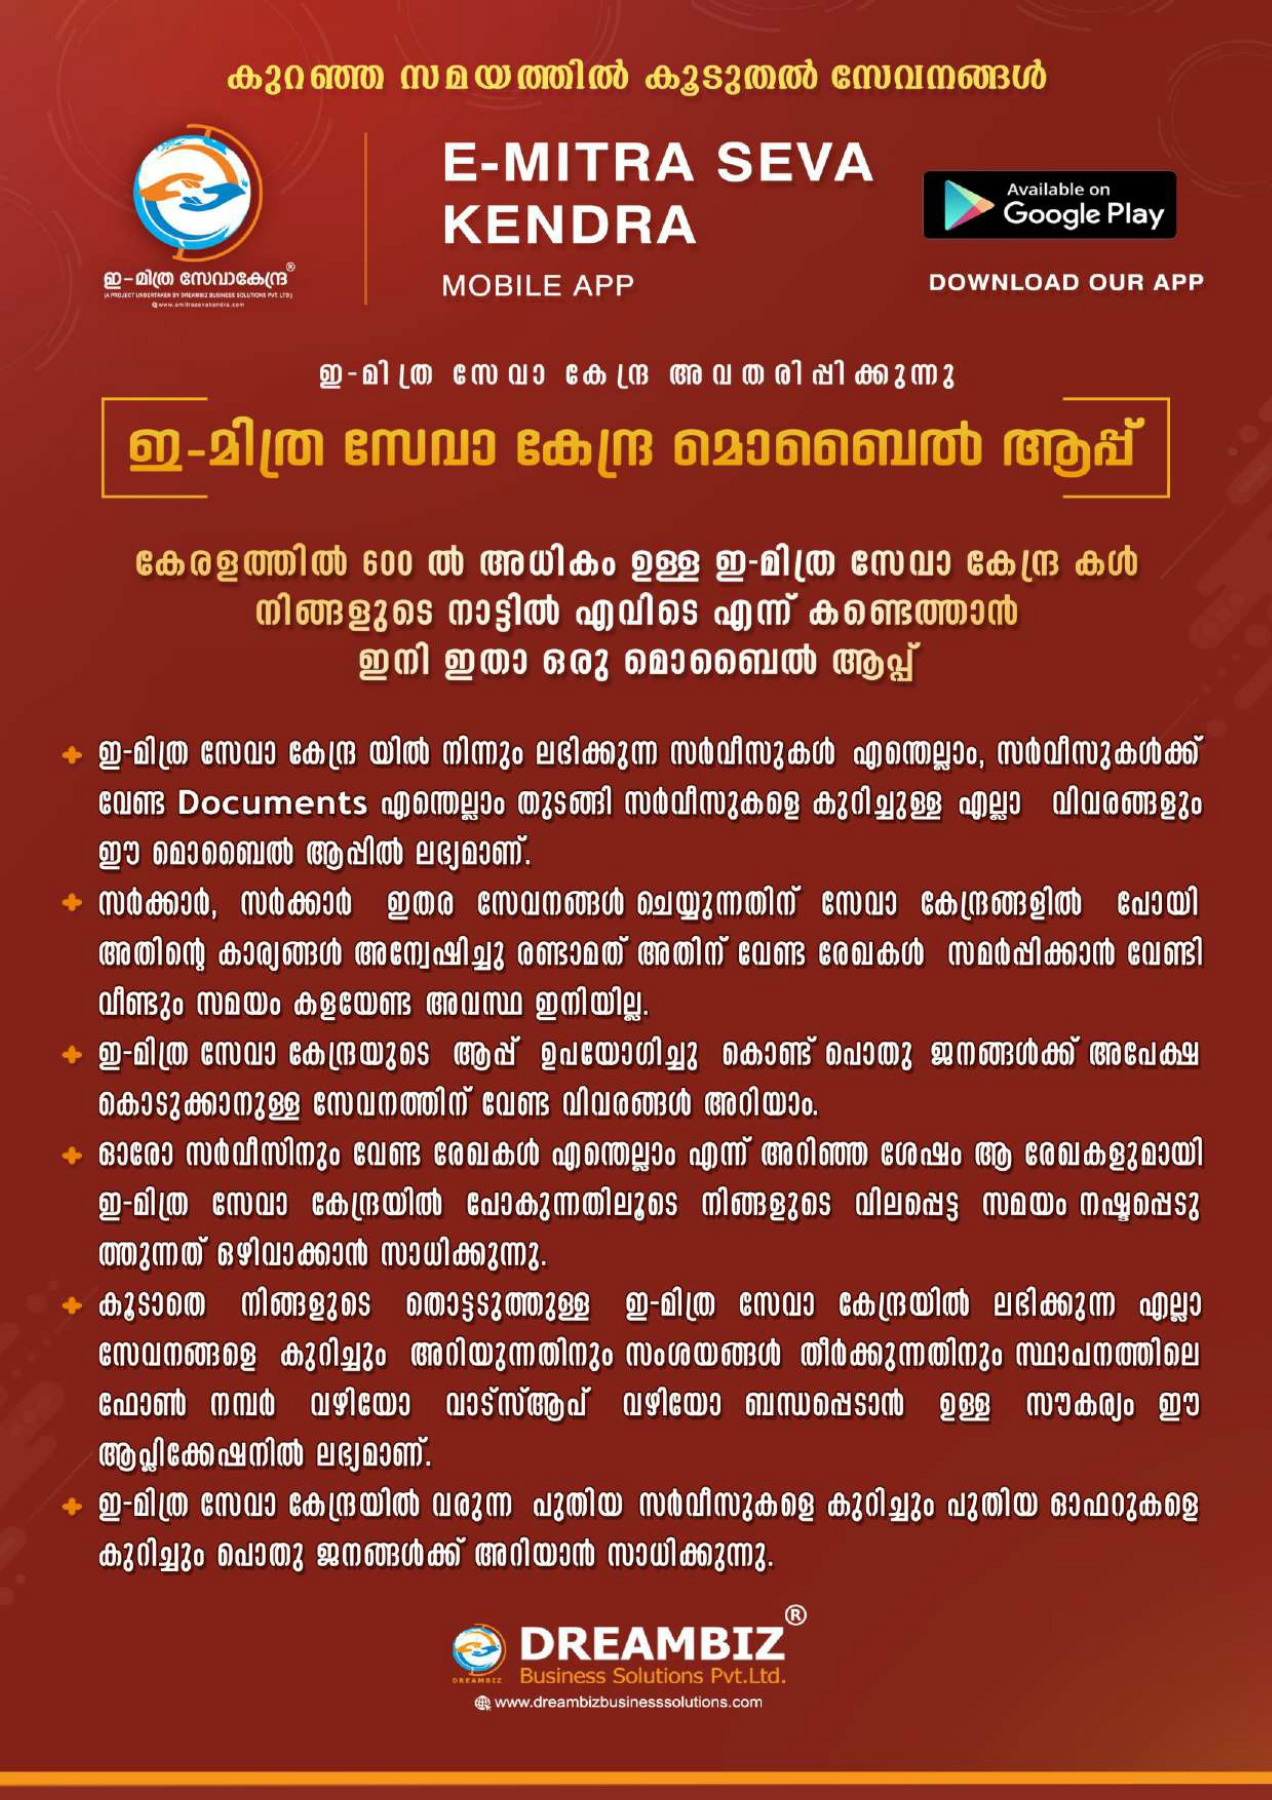 കുറഞ്ഞ സമയത്തിൽ കൂടുതൽ സേവനങ്ങൾ
E-MITRA SEVA
KENDRA
MOBILE APP
ഇ-മിത്ര സേവാകേന്ദ്ര®
(A PROJECT UNDERTAKEN BY DREAMBIZ BUSINESS SOLUTIONS PVT. LTD)
www.emitrasevakendra.com
Available on
Google Play
DOWNLOAD OUR APP
ഇ-മിത്ര സേവാ കേന്ദ്ര അവതരിപ്പിക്കുന്നു
ഇ-മിത്ര സേവാ കേന്ദ്ര മൊബൈൽ ആപ്പ്
കേരളത്തിൽ 600 ൽ അധികം ഉള്ള ഇ-മിത്ര സേവാ കേന്ദ്ര കൾ
നിങ്ങളുടെ നാട്ടിൽ എവിടെ എന്ന് കണ്ടെത്താൻ
ഇനി ഇതാ ഒരു മൊബൈൽ ആപ്പ്
ഇ-മിത്ര സേവാ കേന്ദ്ര യിൽ നിന്നും ലഭിക്കുന്ന സർവീസുകൾ എന്തെല്ലാം, സർവീസുകൾക്ക്
വേണ്ട Documents എന്തെല്ലാം തുടങ്ങി സർവീസുകളെ കുറിച്ചുള്ള എല്ലാ വിവരങ്ങളും
ഈ മൊബൈൽ ആപ്പിൽ ലഭ്യമാണ്.
സർക്കാർ, സർക്കാർ ഇതര സേവനങ്ങൾ ചെയ്യുന്നതിന് സേവാ കേന്ദ്രങ്ങളിൽ പോയി
അതിന്റെ കാര്യങ്ങൾ അന്വേഷിച്ചു രണ്ടാമത് അതിന് വേണ്ട രേഖകൾ സമർപ്പിക്കാൻ വേണ്ടി
വീണ്ടും സമയം കളയേണ്ട അവസ്ഥ ഇനിയില്ല.
ഇ-മിത്ര സേവാ കേന്ദ്രയുടെ ആപ്പ് ഉപയോഗിച്ചു കൊണ്ട് പൊതു ജനങ്ങൾക്ക് അപേക്ഷ
കൊടുക്കാനുള്ള സേവനത്തിന് വേണ്ട വിവരങ്ങൾ അറിയാം.
ഓരോ സർവീസിനും വേണ്ട രേഖകൾ എന്തെല്ലാം എന്ന് അറിഞ്ഞ ശേഷം ആ രേഖകളുമായി
ഇ-മിത്ര സേവാ കേന്ദ്രയിൽ പോകുന്നതിലൂടെ നിങ്ങളുടെ വിലപ്പെട്ട സമയം നഷ്ടപ്പെടു
ത്തുന്നത് ഒഴിവാക്കാൻ സാധിക്കുന്നു.
കൂടാതെ നിങ്ങളുടെ തൊട്ടടുത്തുള്ള ഇ-മിത്ര സേവാ കേന്ദ്രയിൽ ലഭിക്കുന്ന എല്ലാ
സേവനങ്ങളെ കുറിച്ചും അറിയുന്നതിനും സംശയങ്ങൾ തീർക്കുന്നതിനും സ്ഥാപനത്തിലെ
ഫോൺ നമ്പർ വഴിയോ വാട്സ്ആപ് വഴിയോ ബന്ധപ്പെടാൻ ഉള്ള സൗകര്യം ഈ
ആപ്ലിക്കേഷനിൽ ലഭ്യമാണ്.
ഇ-മിത്ര സേവാ കേന്ദ്രയിൽ വരുന്ന പുതിയ സർവീസുകളെ കുറിച്ചും പുതിയ ഓഫറുകളെ
കുറിച്ചും പൊതു ജനങ്ങൾക്ക് അറിയാൻ സാധിക്കുന്നു.
DREAMBIZ®
Business Solutions Pvt.Ltd.
DREAMBIZ
www.dreambizbusinesssolutions.com